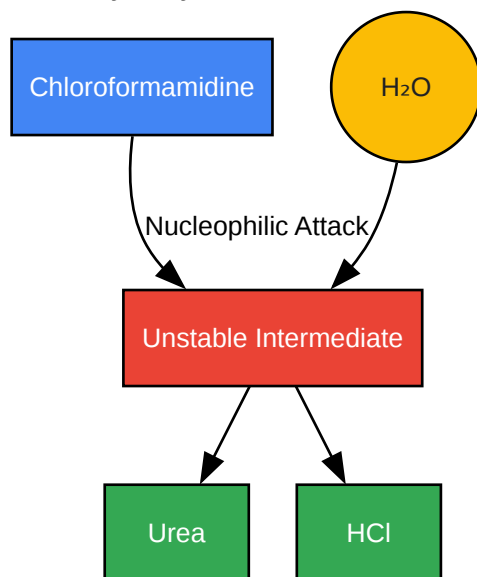 Chloroformamidine
H₂O
Nucleophilic Attack
Unstable Intermediate
Urea
HCl